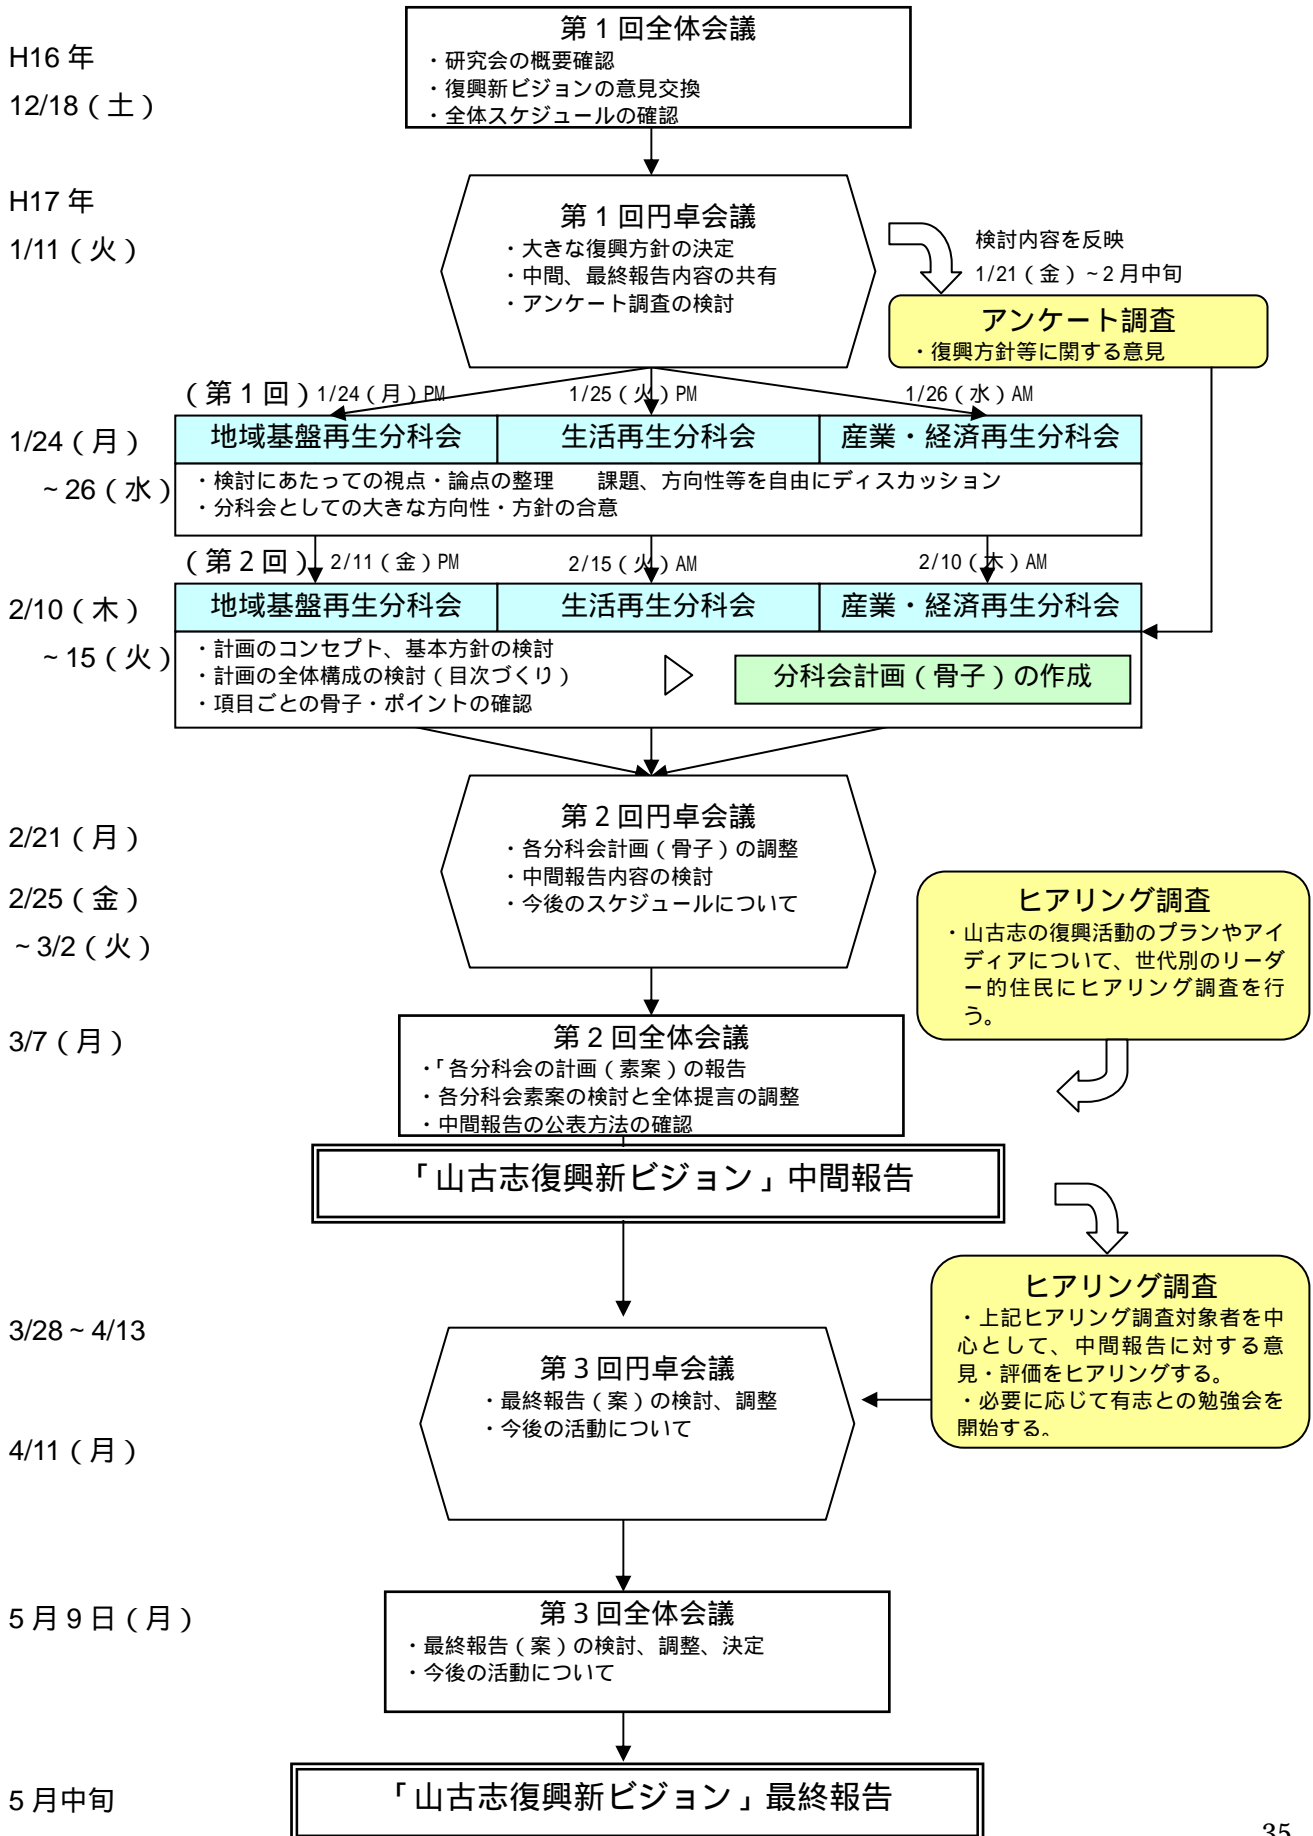 第1回全体会議
・研究会の概要確認
・復興新ビジョンの意見交換
・全体スケジュールの確認
H16年
12/18(土)
H17年
1/11(火)
第1回円卓会議
・大きな復興方針の決定
・中間、最終報告内容の共有
・アンケート調査の検討
検討内容を反映
1/21(金)~2月中旬
アンケート調査
・復興方針等に関する意見
(第1回)1/24(月)PM
1/25(火)PM
1/26(水)AM
1/24(月)
~26(水)
地域基盤再生分科会
生活再生分科会
産業・経済再生分科会
・検討にあたっての視点・論点の整理　　課題、方向性等を自由にディスカッション
・分科会としての大きな方向性・方針の合意
(第2回) 2/11(金)PM
2/15(火)AM
2/10(木)AM
2/10(木)
~15(火)
地域基盤再生分科会
生活再生分科会
産業・経済再生分科会
・計画のコンセプト、基本方針の検討
・計画の全体構成の検討(目次づくり)
・項目ごとの骨子・ポイントの確認
分科会計画(骨子)の作成
2/21(月)
2/25(金)
~3/2(火)
第2回円卓会議
・各分科会計画(骨子)の調整
・中間報告内容の検討
・今後のスケジュールについて
ヒアリング調査
・山古志の復興活動のプランやアイ
ディアについて、世代別のリーダ
ー的住民にヒアリング調査を行
う。
3/7(月)
第2回全体会議
・「各分科会の計画(素案)の報告
・各分科会素案の検討と全体提言の調整
・中間報告の公表方法の確認
「山古志復興新ビジョン」中間報告
3/28~4/13
4/11(月)
第3回円卓会議
・最終報告(案)の検討、調整
・今後の活動について
ヒアリング調査
・上記ヒアリング調査対象者を中
心として、中間報告に対する意
見・評価をヒアリングする。
・必要に応じて有志との勉強会を
開始する。
5月9日(月)
第3回全体会議
・最終報告(案)の検討、調整、決定
・今後の活動について
5月中旬
「山古志復興新ビジョン」最終報告
35